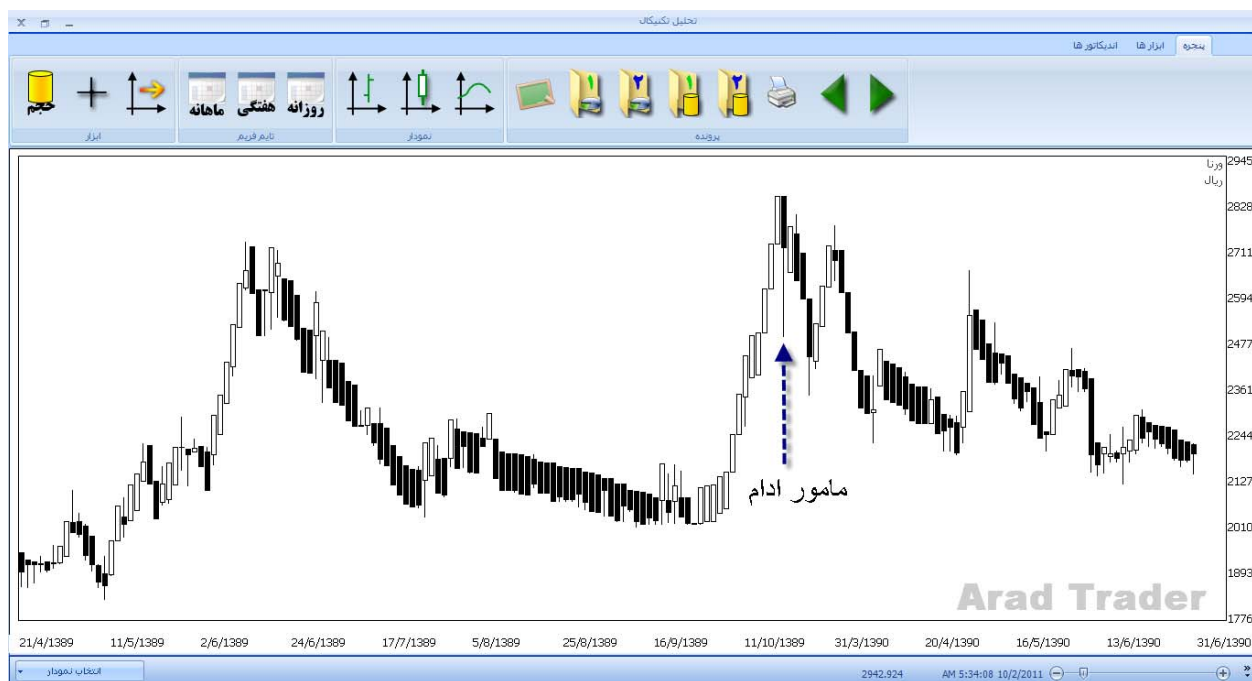 تحلیل تکنیکال
پنجره ابزار ها اندیکاتور ها
۱ ۲ ۱ ۲
روزانه هفتگی ماهانه
حجم
پرونده
نمودار
تایم فریم
ابزار
ورنا
ریال
2945
2828
2711
2594
2477
2361
2244
2127
2010
1893
1776
مامور ادام
Arad Trader
21/4/1389 11/5/1389 2/6/1389 24/6/1389 17/7/1389 5/8/1389 25/8/1389 16/9/1389 11/10/1389 31/3/1390 20/4/1390 16/5/1390 13/6/1390 31/6/1390
انتخاب نمودار
2942.924
AM 5:34:08 10/2/2011